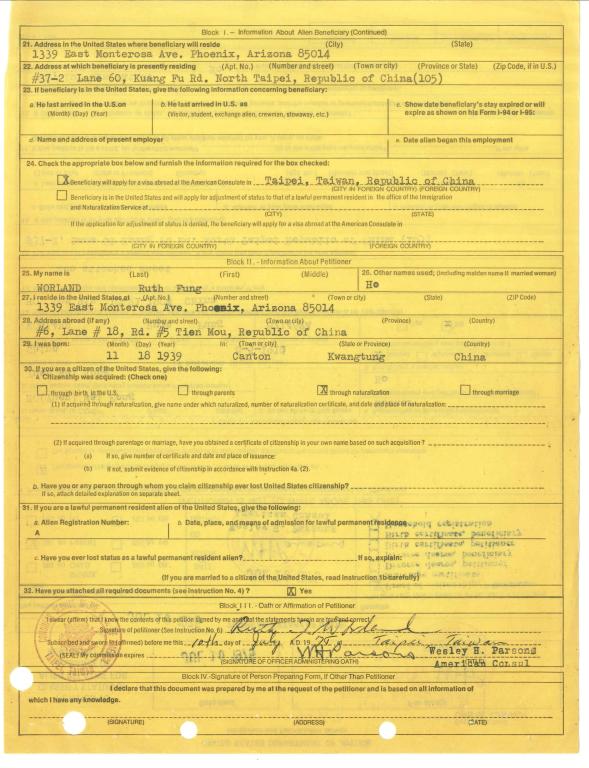 Block I. – Information About Alien Beneficiary (Continued)
21. Address in the United States where beneficiary will reside (City) (State)
1339 East Monterosa Ave. Phoenix, Arizona 85014
22. Address at which beneficiary is presently residing (Apt. No.) (Number and street) (Town or city) (Province or State) (Zip Code, if in U.S.)
#37-2 Lane 60, Kuang Fu Rd. North Taipei, Republic of China(105)
23. If beneficiary is in the United States, give the following information concerning beneficiary:
a. He last arrived in the U.S. on
(Month) (Day) (Year)
b. He last arrived in U.S. as
(Visitor, student, exchange alien, crewman, stowaway, etc.)
c. Show date beneficiary's stay expired or will
expire as shown on his Form I-94 or I-95:
d. Name and address of present employer
e. Date alien began this employment
24. Check the appropriate box below and furnish the information required for the box checked:
X Beneficiary will apply for a visa abroad at the American Consulate in Taipei, Taiwan, Republic of China
(CITY IN FOREIGN COUNTRY) (FOREIGN COUNTRY)
Beneficiary is in the United States and will apply for adjustment of status to that of a lawful permanent resident in the office of the Immigration
and Naturalization Service at
(CITY) (STATE)
If the application for adjustment of status is denied, the beneficiary will apply for a visa abroad at the American Consulate in
(CITY IN FOREIGN COUNTRY) (FOREIGN COUNTRY)
Block II. - Information About Petitioner
25. My name is (Last) (First) (Middle)
WORLAND Ruth Fung
26. Other names used; (including maiden name if married woman)
Ho
27. I reside in the United States at (Apt. No.) (Number and street) (Town or city) (State) (ZIP Code)
1339 East Monterosa Ave. Phoenix, Arizona 85014
28. Address abroad (if any) (Number and street) (Town or city) (Province) (Country)
#6, Lane # 18, Rd. #5 Tien Mou, Republic of China
29. I was born: (Month) (Day) (Year) In: (Town or city) (State or Province) (Country)
11 18 1939 Canton Kwangtung China
30. If you are a citizen of the United States, give the following:
a. Citizenship was acquired: (Check one)
through birth in the U.S. through parents X through naturalization through marriage
(1) If acquired through naturalization, give name under which naturalized, number of naturalization certificate, and date and place of naturalization:
(2) If acquired through parentage or marriage, have you obtained a certificate of citizenship in your own name based on such acquisition?
(a) If so, give number of certificate and date and place of issuance:
(b) If not, submit evidence of citizenship in accordance with Instruction 4a. (2).
b. Have you or any person through whom you claim citizenship ever lost United States citizenship?
If so, attach detailed explanation on separate sheet.
31. If you are a lawful permanent resident alien of the United States, give the following:
a. Alien Registration Number:
A
b. Date, place, and means of admission for lawful permanent residence
c. Have you ever lost status as a lawful permanent resident alien? If so, explain:
(If you are married to a citizen of the United States, read instruction 1b carefully)
32. Have you attached all required documents (see Instruction No. 4)? X Yes
Block III. - Oath or Affirmation of Petitioner
I swear (affirm) that I know the contents of this petition signed by me and that the statements herein are true and correct.
Signature of petitioner (See Instruction No. 6)
Subscribed and sworn to (affirmed) before me this 10th day of July A.D. 19 at Taipei Taiwan
(SEAL) My commission expires WH Parsons Wesley H. Parsons
(SIGNATURE OF OFFICER ADMINISTERING OATH) American Consul
Block IV.-Signature of Person Preparing Form, If Other Than Petitioner
I declare that this document was prepared by me at the request of the petitioner and is based on all information of
which I have any knowledge.
(SIGNATURE) (ADDRESS) (DATE)